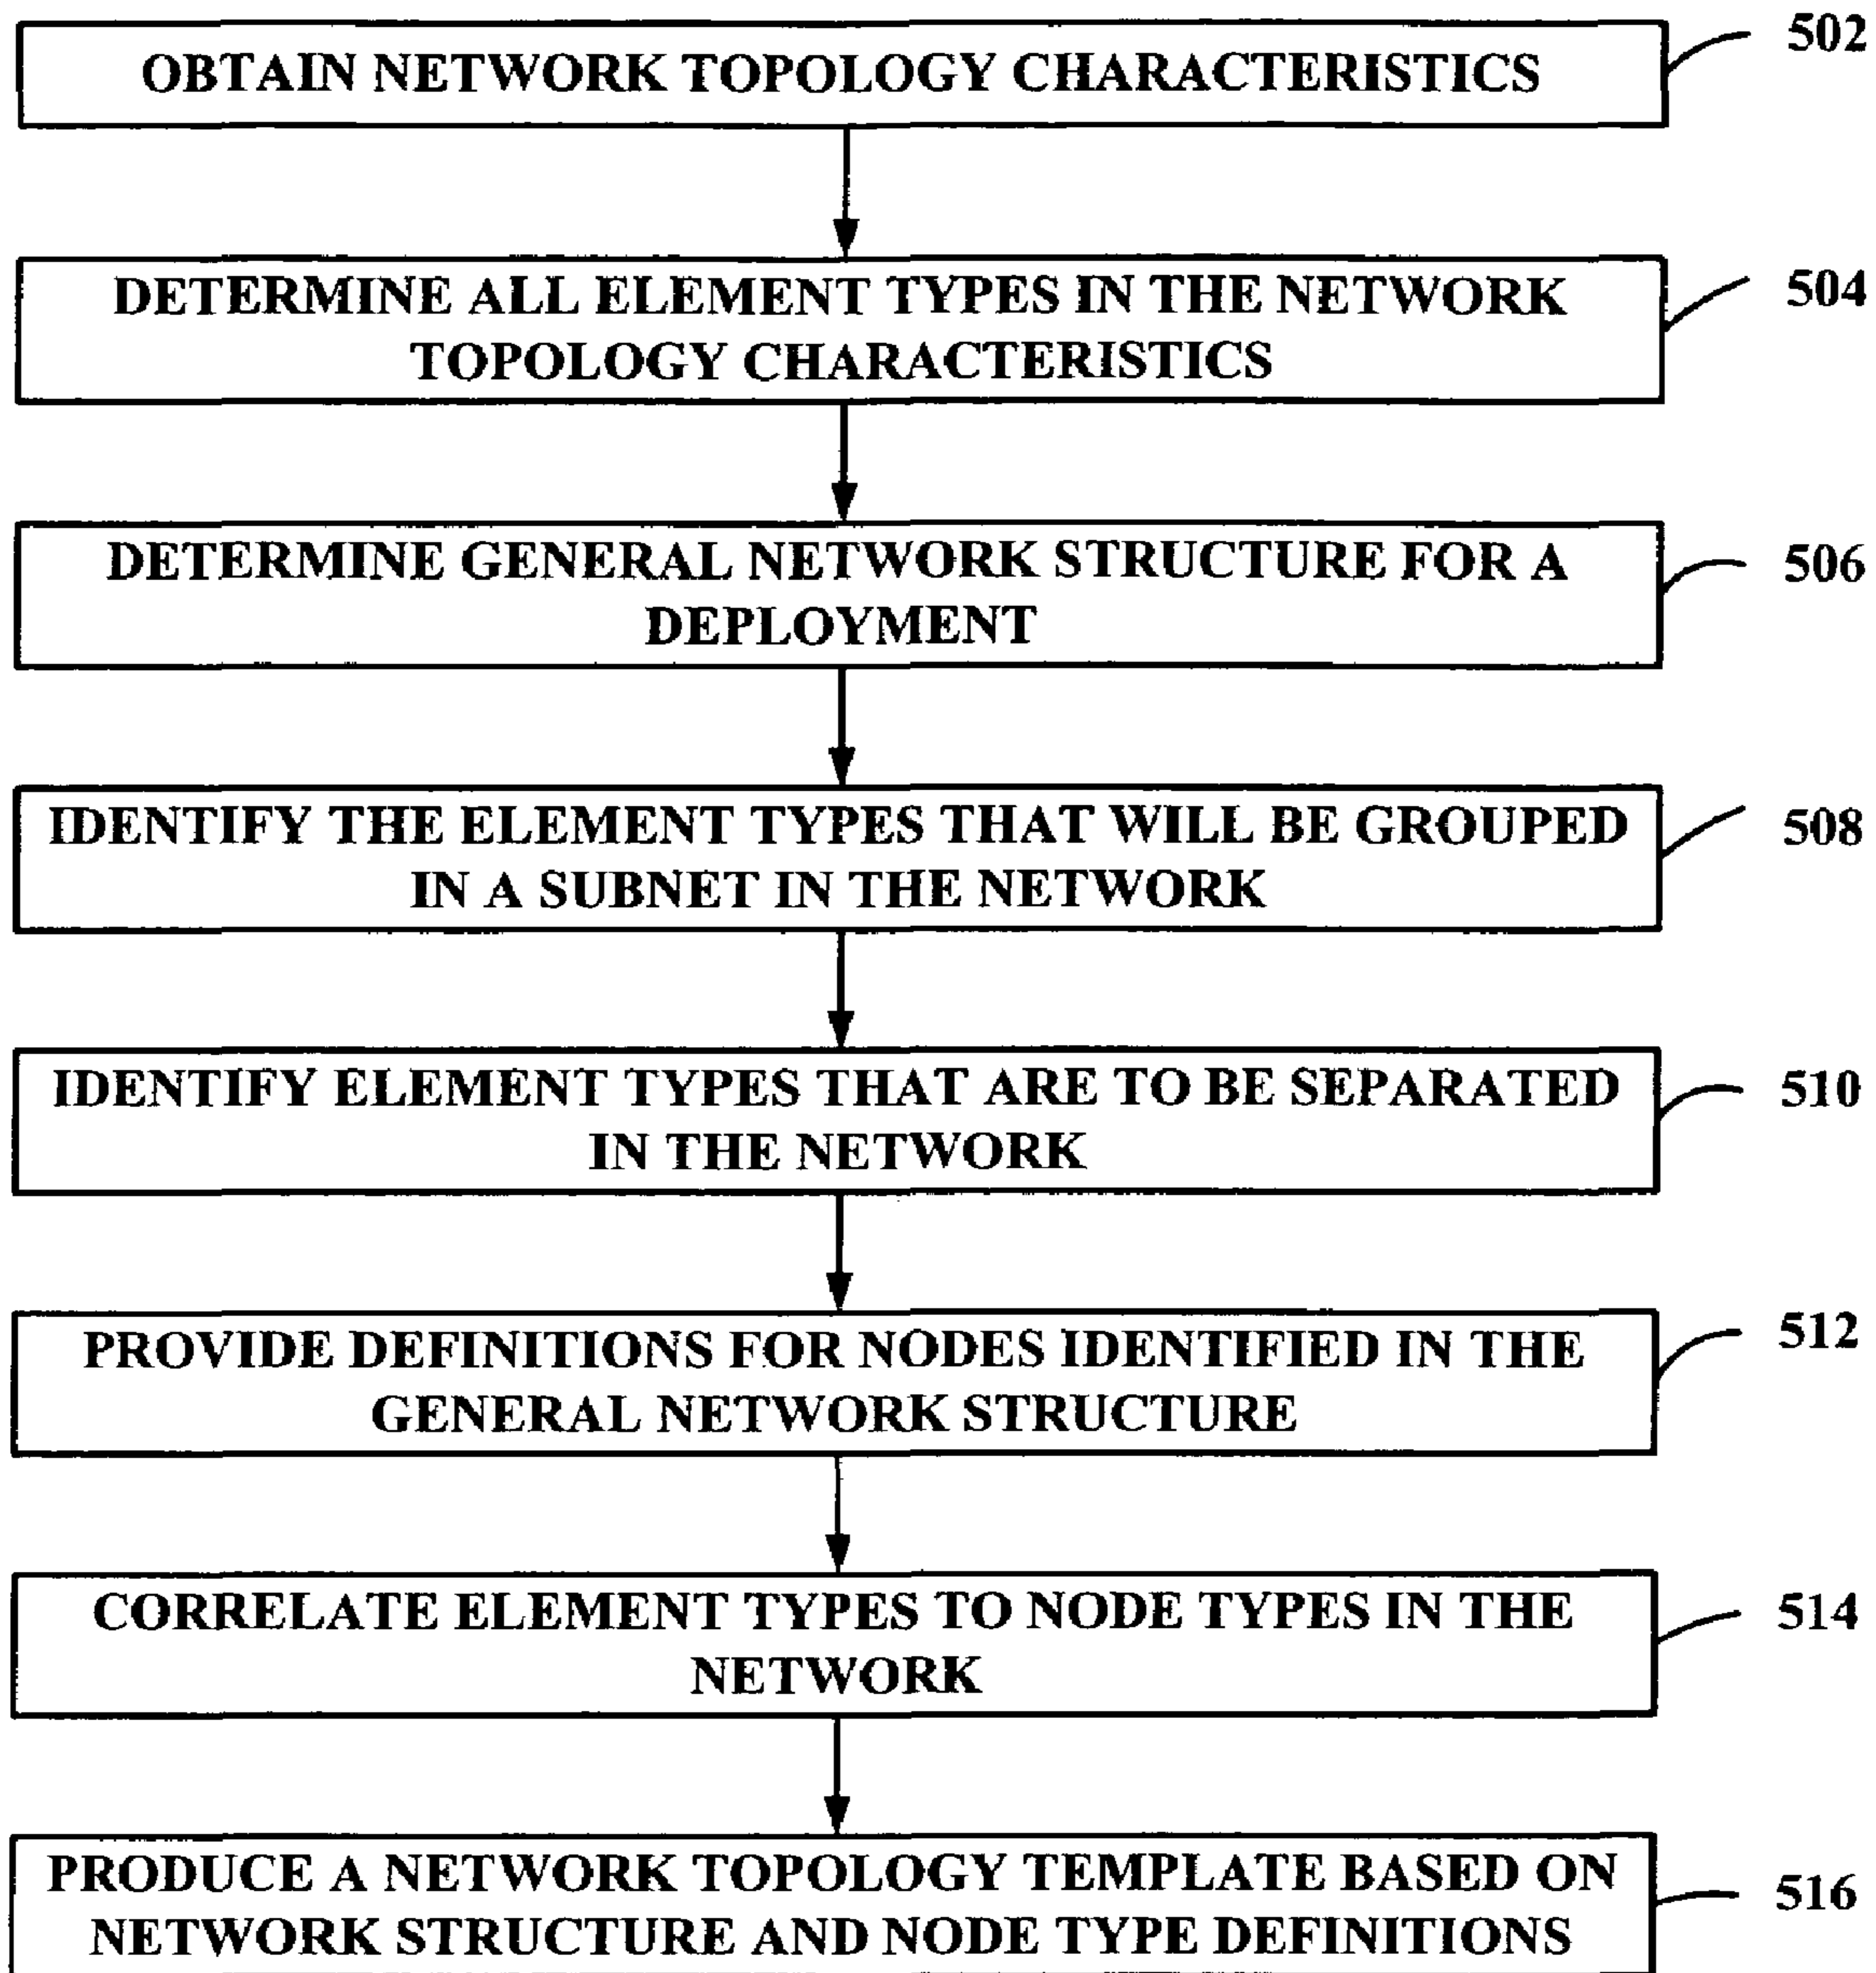 OBTAIN NETWORK TOPOLOGY CHARACTERISTICS
502
DETERMINE ALL ELEMENT TYPES IN THE NETWORK
TOPOLOGY CHARACTERISTICS
504
DETERMINE GENERAL NETWORK STRUCTURE FOR A
DEPLOYMENT
506
IDENTIFY THE ELEMENT TYPES THAT WILL BE GROUPED
IN A SUBNET IN THE NETWORK
508
IDENTIFY ELEMENT TYPES THAT ARE TO BE SEPARATED
IN THE NETWORK
510
PROVIDE DEFINITIONS FOR NODES IDENTIFIED IN THE
GENERAL NETWORK STRUCTURE
512
CORRELATE ELEMENT TYPES TO NODE TYPES IN THE
NETWORK
514
PRODUCE A NETWORK TOPOLOGY TEMPLATE BASED ON
NETWORK STRUCTURE AND NODE TYPE DEFINITIONS
516